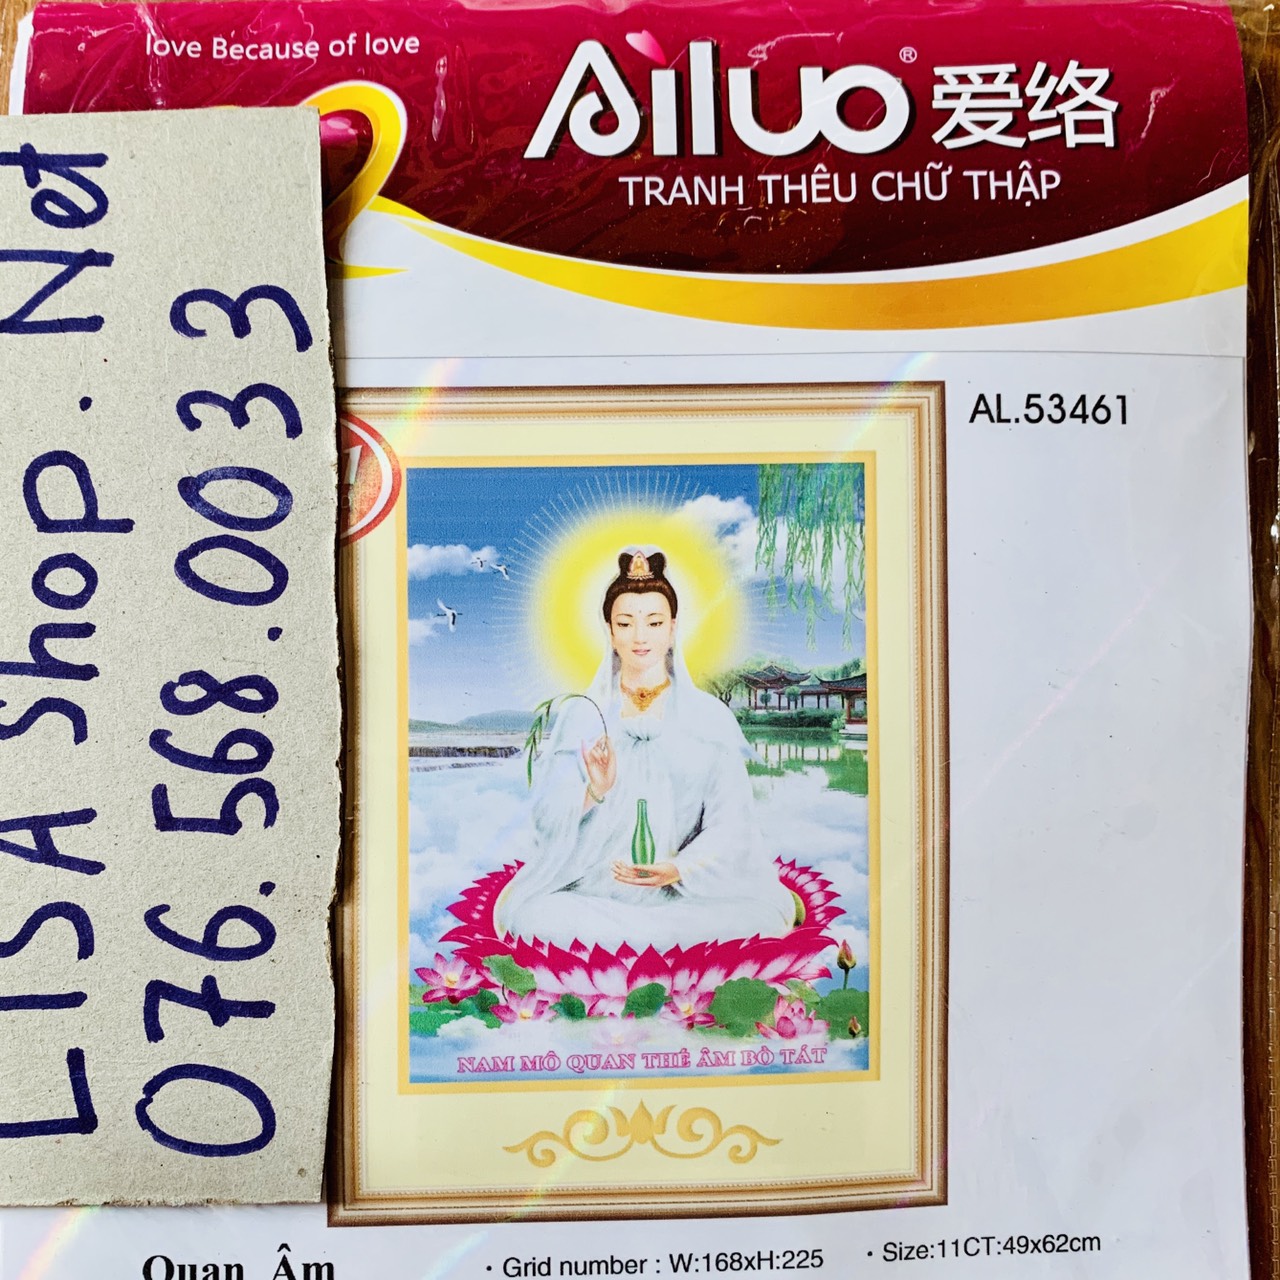 love Because of love
Ailuo® 爱络
TRANH THÊU CHỮ THẬP
LISA Shop. Net
076.568.0033
AL.53461
NAM MÔ QUAN THẾ ÂM BỒ TÁT
Quan Âm
· Grid number : W:168xH:225
· Size:11CT:49x62cm